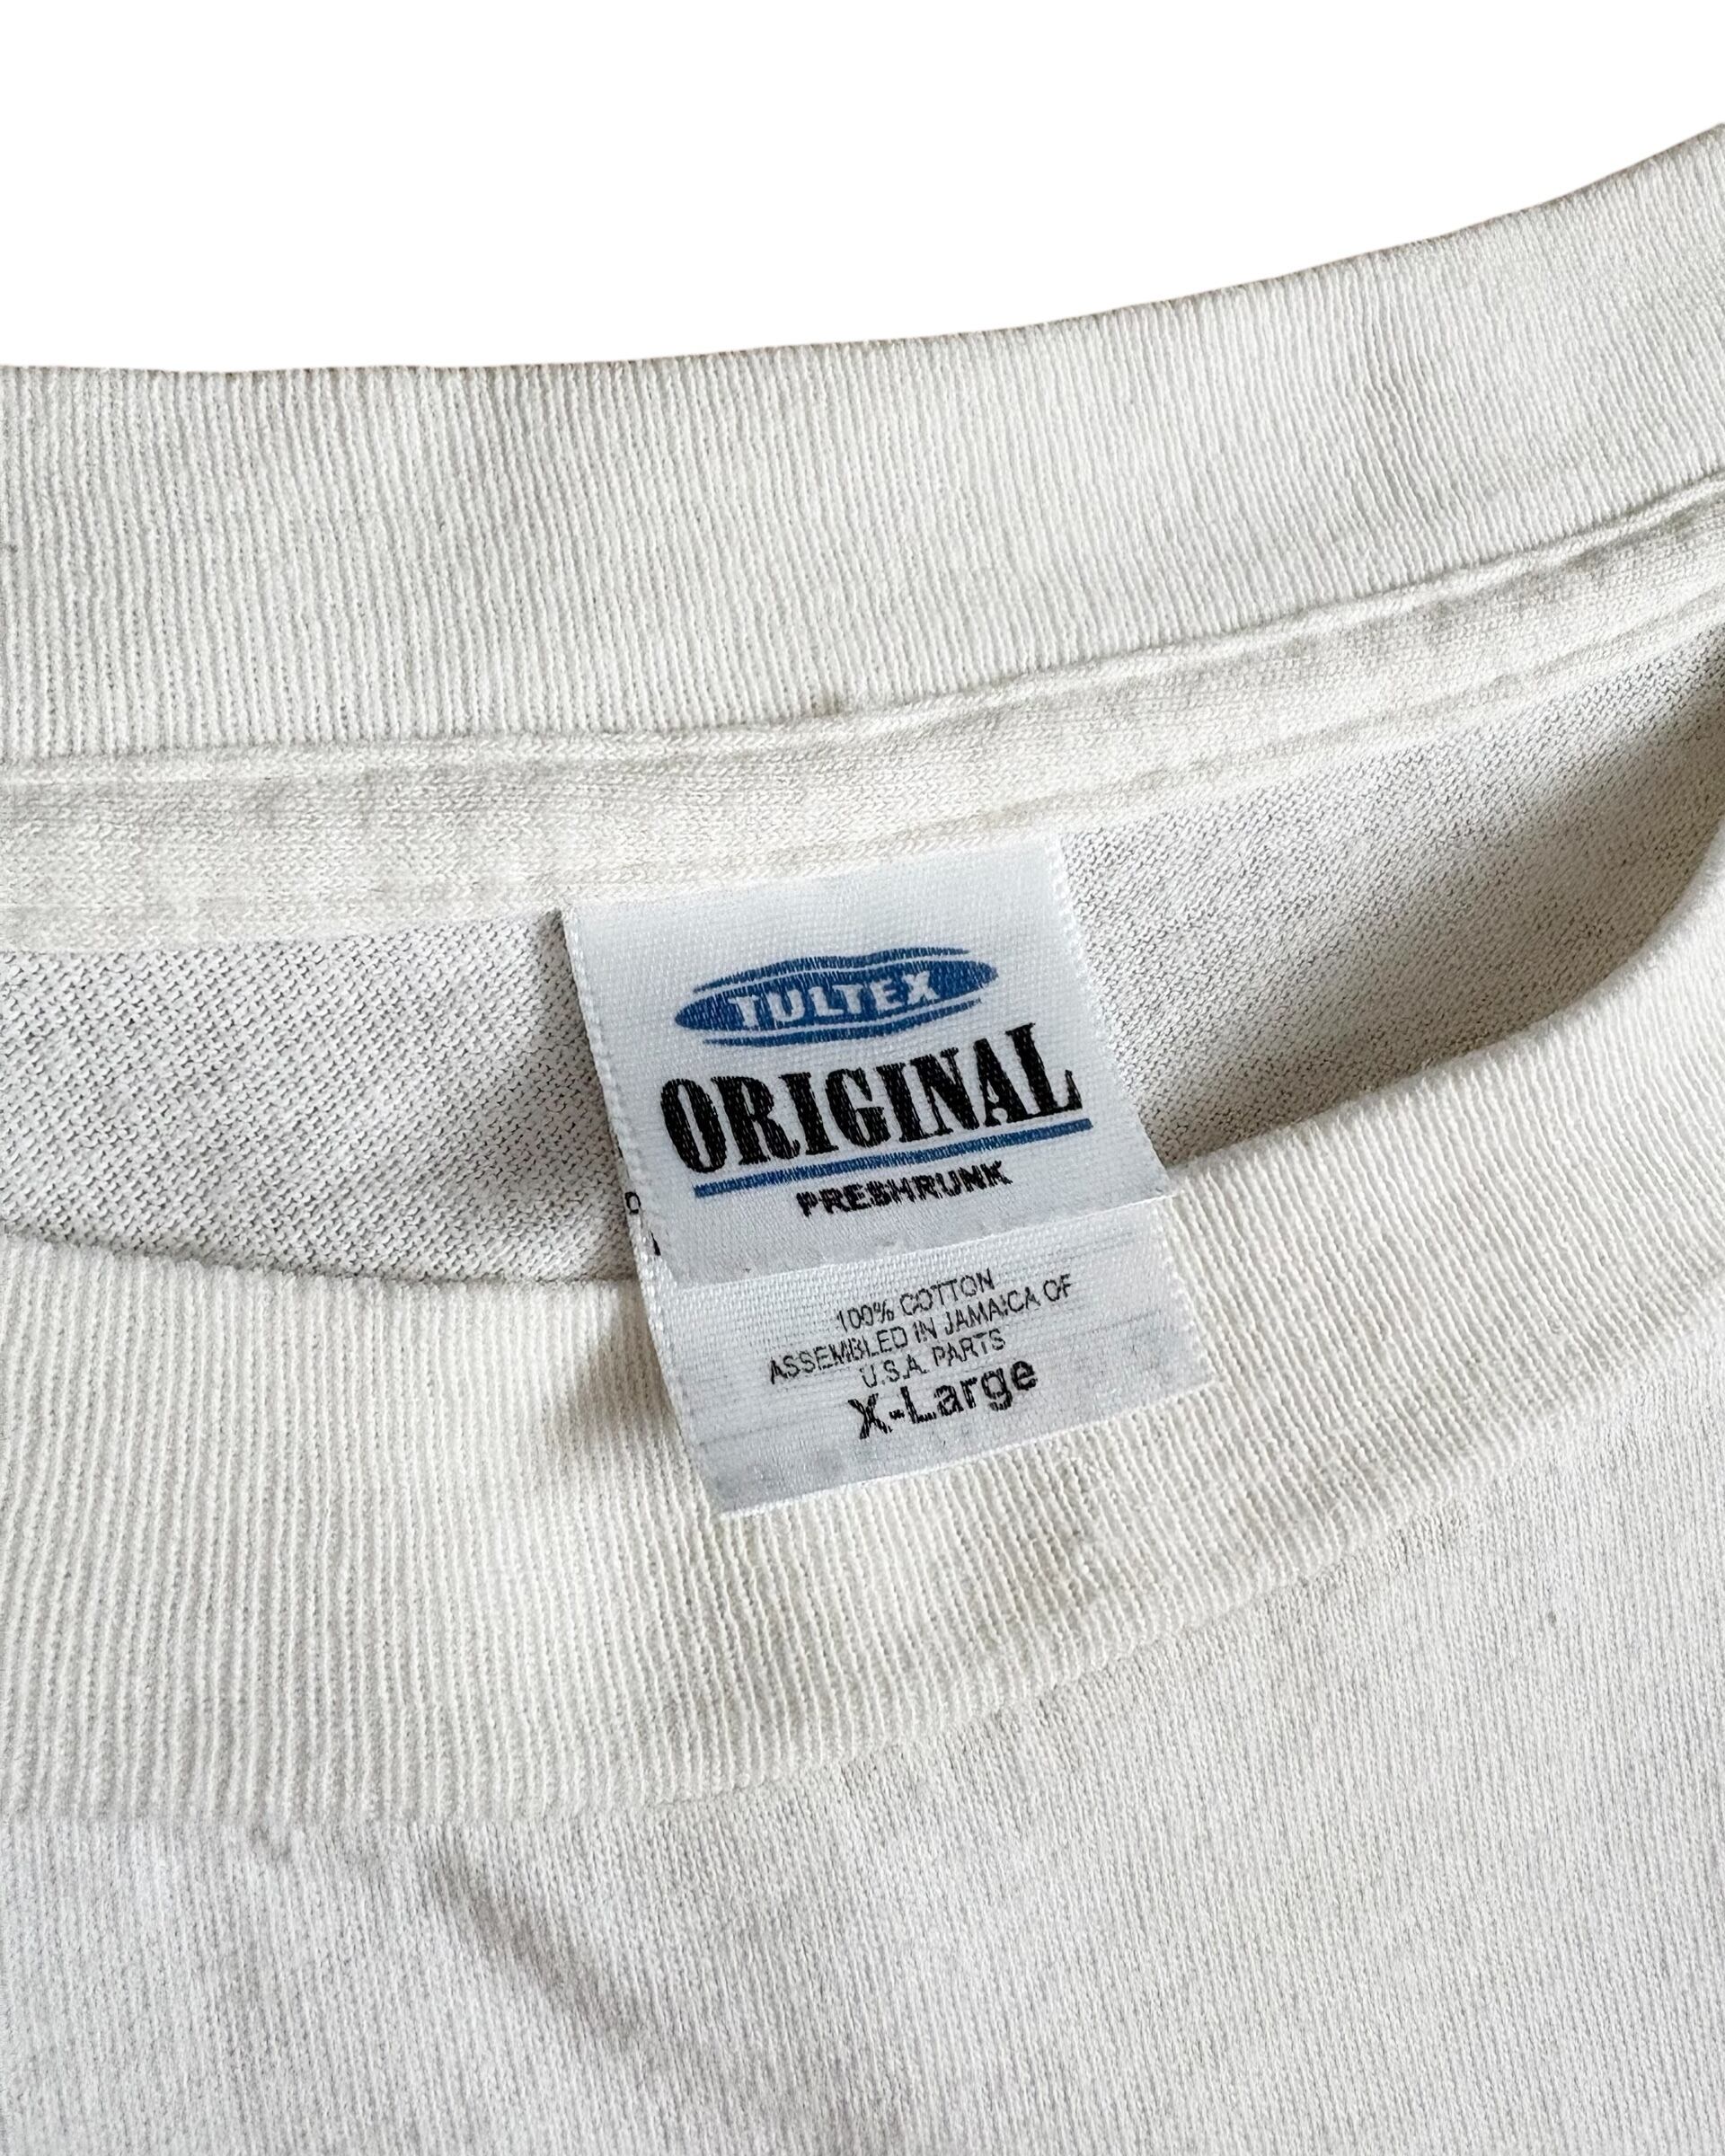 TULTEX
ORIGINAL
PRESHRUNK
100% COTTON
ASSEMBLED IN JAMAICA OF
U.S.A. PARTS
X-Large